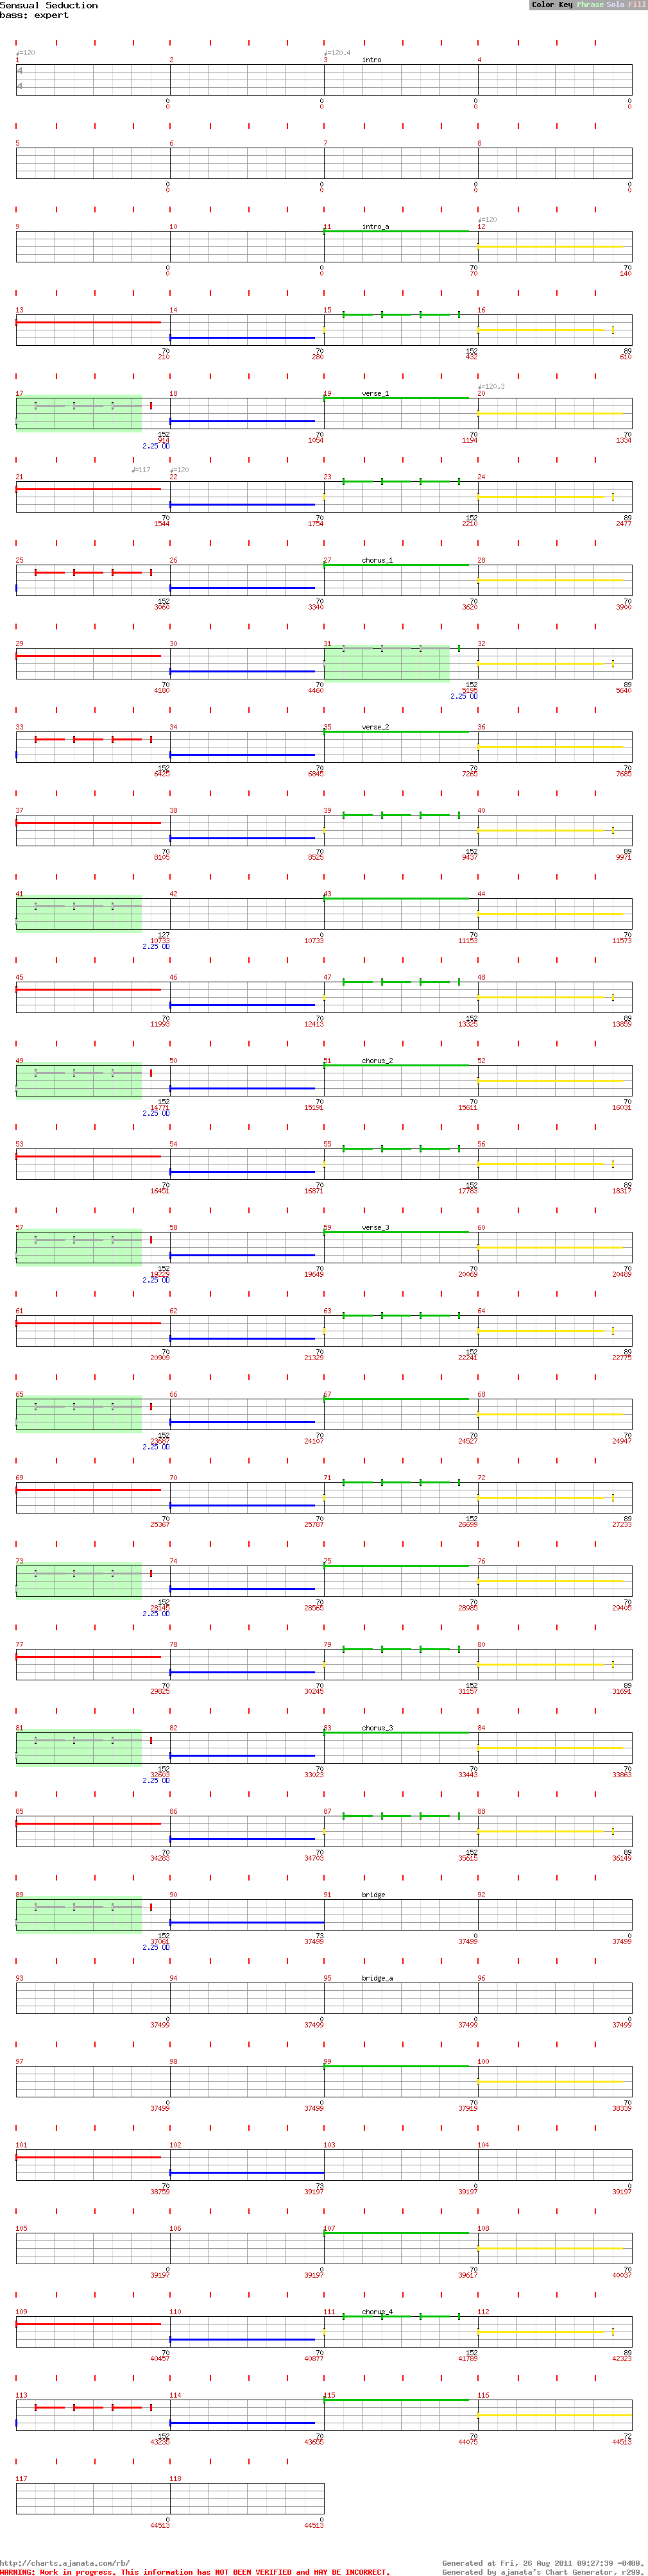 Sensual Seduction
Color Key Phrase Solo Fill
bass: expert
♩=120 ♩=120.4
1 2 3 intro 4
4
4
0 0 0 0
0 0 0 0
5 6 7 8
0 0 0
0 0 0
♩=120
9 10 11 intro_a 12
0 0 70 0
0 0 70 140
13 14 15 16
70 70 152 89
210 280 432 610
♩=120.3
17 18 19 verse_1 20
152 70 70 70
914 1054 1194 1334
2.25 OD
♩=117 ♩=120
21 22 23 24
70 70 152 89
1544 1754 2210 2477
25 26 27 chorus_1 28
152 70 70 70
3060 3340 3620 3900
29 30 31 32
70 70 152 89
4180 4460 5195 5640
2.25 OD
33 34 35 verse_2 36
152 70 70 70
6425 6845 7265 7685
37 38 39 40
70 70 152 89
8105 8525 9437 9971
41 42 43 44
127 0 70 70
10733 10733 11153 11573
2.25 OD
45 46 47 48
70 70 152 89
11993 12413 13325 13859
49 50 51 chorus_2 52
152 70 70 70
14771 15191 15611 16031
2.25 OD
53 54 55 56
70 70 152 89
16451 16871 17783 18317
57 58 59 verse_3 60
152 70 70 70
19229 19649 20069 20489
2.25 OD
61 62 63 64
70 70 152 89
20909 21329 22241 22775
65 66 67 68
152 70 70 70
23687 24107 24527 24947
2.25 OD
69 70 71 72
70 70 152 89
25367 25787 26699 27233
73 74 75 76
152 70 70 70
28145 28565 28985 29405
2.25 OD
77 78 79 80
70 70 152 89
29825 30245 31157 31691
81 82 83 chorus_3 84
152 70 70 70
32603 33023 33443 33863
2.25 OD
85 86 87 88
70 70 152 89
34283 34703 35615 36149
89 90 91 bridge 92
152 73 0 0
37061 37499 37499 37499
2.25 OD
93 94 95 bridge_a 96
0 0 0 0
37499 37499 37499 37499
97 98 99 100
0 0 70 70
37499 37499 37919 38339
101 102 103 104
70 73 0 0
38759 39197 39197 39197
105 106 107 108
0 0 70 70
39197 39197 39617 40037
109 110 111 chorus_4 112
70 70 152 89
40457 40877 41789 42323
113 114 115 116
152 70 70 72
43235 43655 44075 44513
117 118
0 0
44513 44513
http://charts.ajanata.com/rb/ Generated at Fri, 26 Aug 2011 09:27:39 -0400.
WARNING: Work in progress. This information has NOT BEEN VERIFIED and MAY BE INCORRECT. Generated by ajanata's Chart Generator, r299.